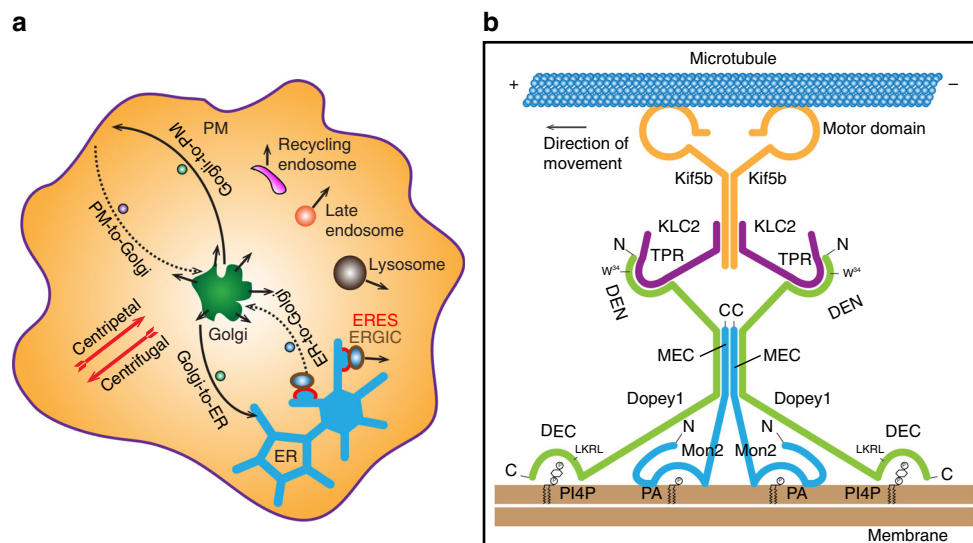 a
PM
Gogli-to-PM
Recycling
endosome
PM-to-Golgi
Late
endosome
Lysosome
Golgi
ER-to-Golgi
ERES
ERGIC
Centripetal
Centrifugal
Golgi-to-ER
ER
b
Microtubule
+
−
Direction of
movement
Motor domain
Kif5b
Kif5b
KLC2
KLC2
N
TPR
TPR
N
W34
W34
DEN
DEN
CC
MEC
MEC
Dopey1
Dopey1
N
N
DEC
Mon2
Mon2
DEC
LKRL
LKRL
C
C
P
P
P
P
P
P
PI4P
PA
PA
PI4P
Membrane